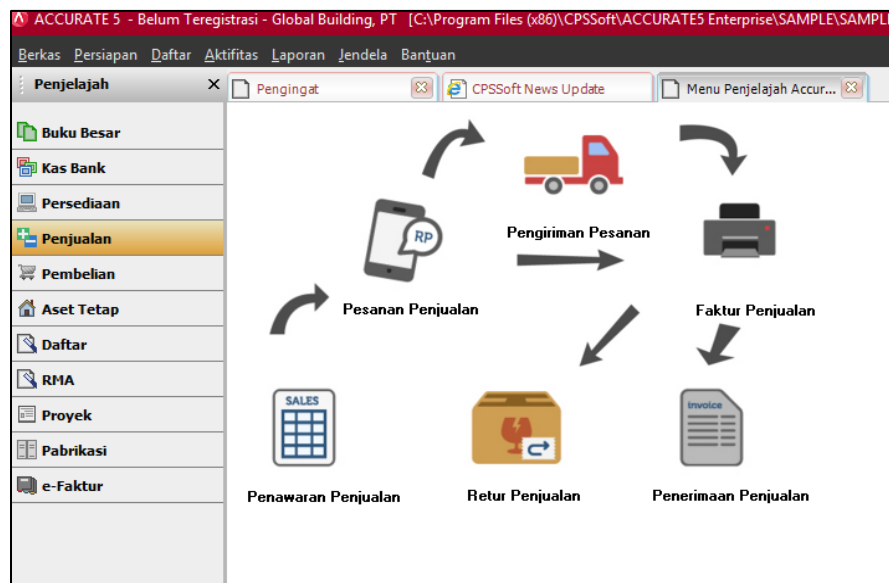 ACCURATE 5 - Belum Teregistrasi - Global Building, PT [C:\Program Files (x86)\CPSSoft\ACCURATE5 Enterprise\SAMPLE\SAMPLE
Berkas Persiapan Daftar Aktifitas Laporan Jendela Bantuan
Penjelajah
Pengingat
CPSSoft News Update
Menu Penjelajah Accur...
Buku Besar
Kas Bank
Persediaan
Penjualan
Pembelian
Aset Tetap
Daftar
RMA
Proyek
Pabrikasi
e-Faktur
Pengiriman Pesanan
RP
Pesanan Penjualan
Faktur Penjualan
SALES
Penawaran Penjualan
Retur Penjualan
invoice
Penerimaan Penjualan